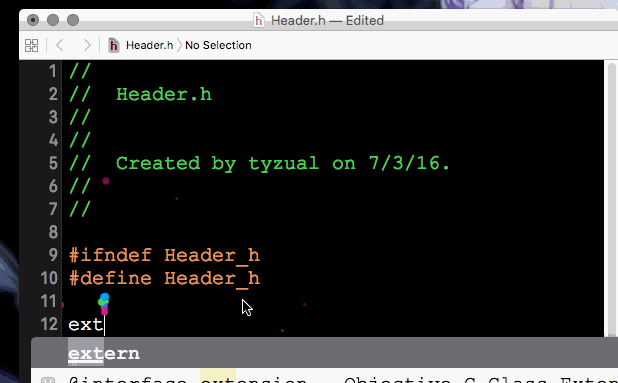 Header.h — Edited
Header.h No Selection
1 //
2 // Header.h
3 //
4 //
5 // Created by tyzual on 7/3/16.
6 //
7 //
8
9 #ifndef Header_h
10 #define Header_h
11
12 ext
extern
@interface extension - Objective-C Class Exten